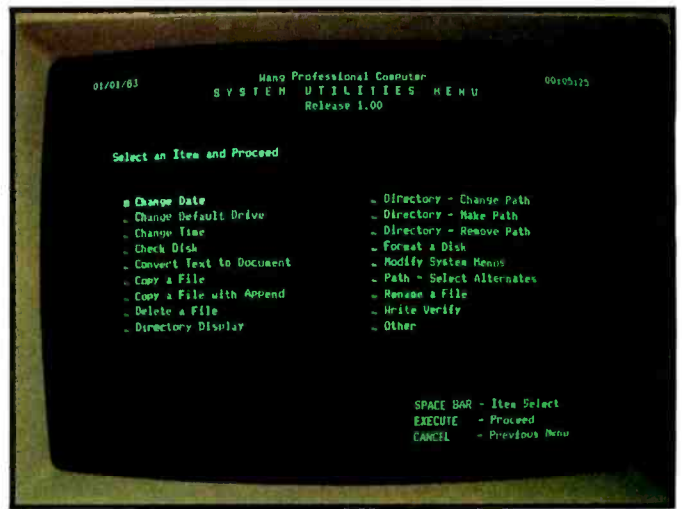 01/01/83 Wang Professional Computer 00:05:25
SYSTEM UTILITIES MENU
Release 1.00
Select an Item and Proceed
Change Date
Change Default Drive
Change Time
Check Disk
Convert Text to Document
Copy a File
Copy a File with Append
Delete a File
Directory Display
Directory - Change Path
Directory - Make Path
Directory - Remove Path
Format a Disk
Modify System Menus
Path - Select Alternates
Rename a File
Write Verify
Other
SPACE BAR - Item Select
EXECUTE - Proceed
CANCEL - Previous Menu